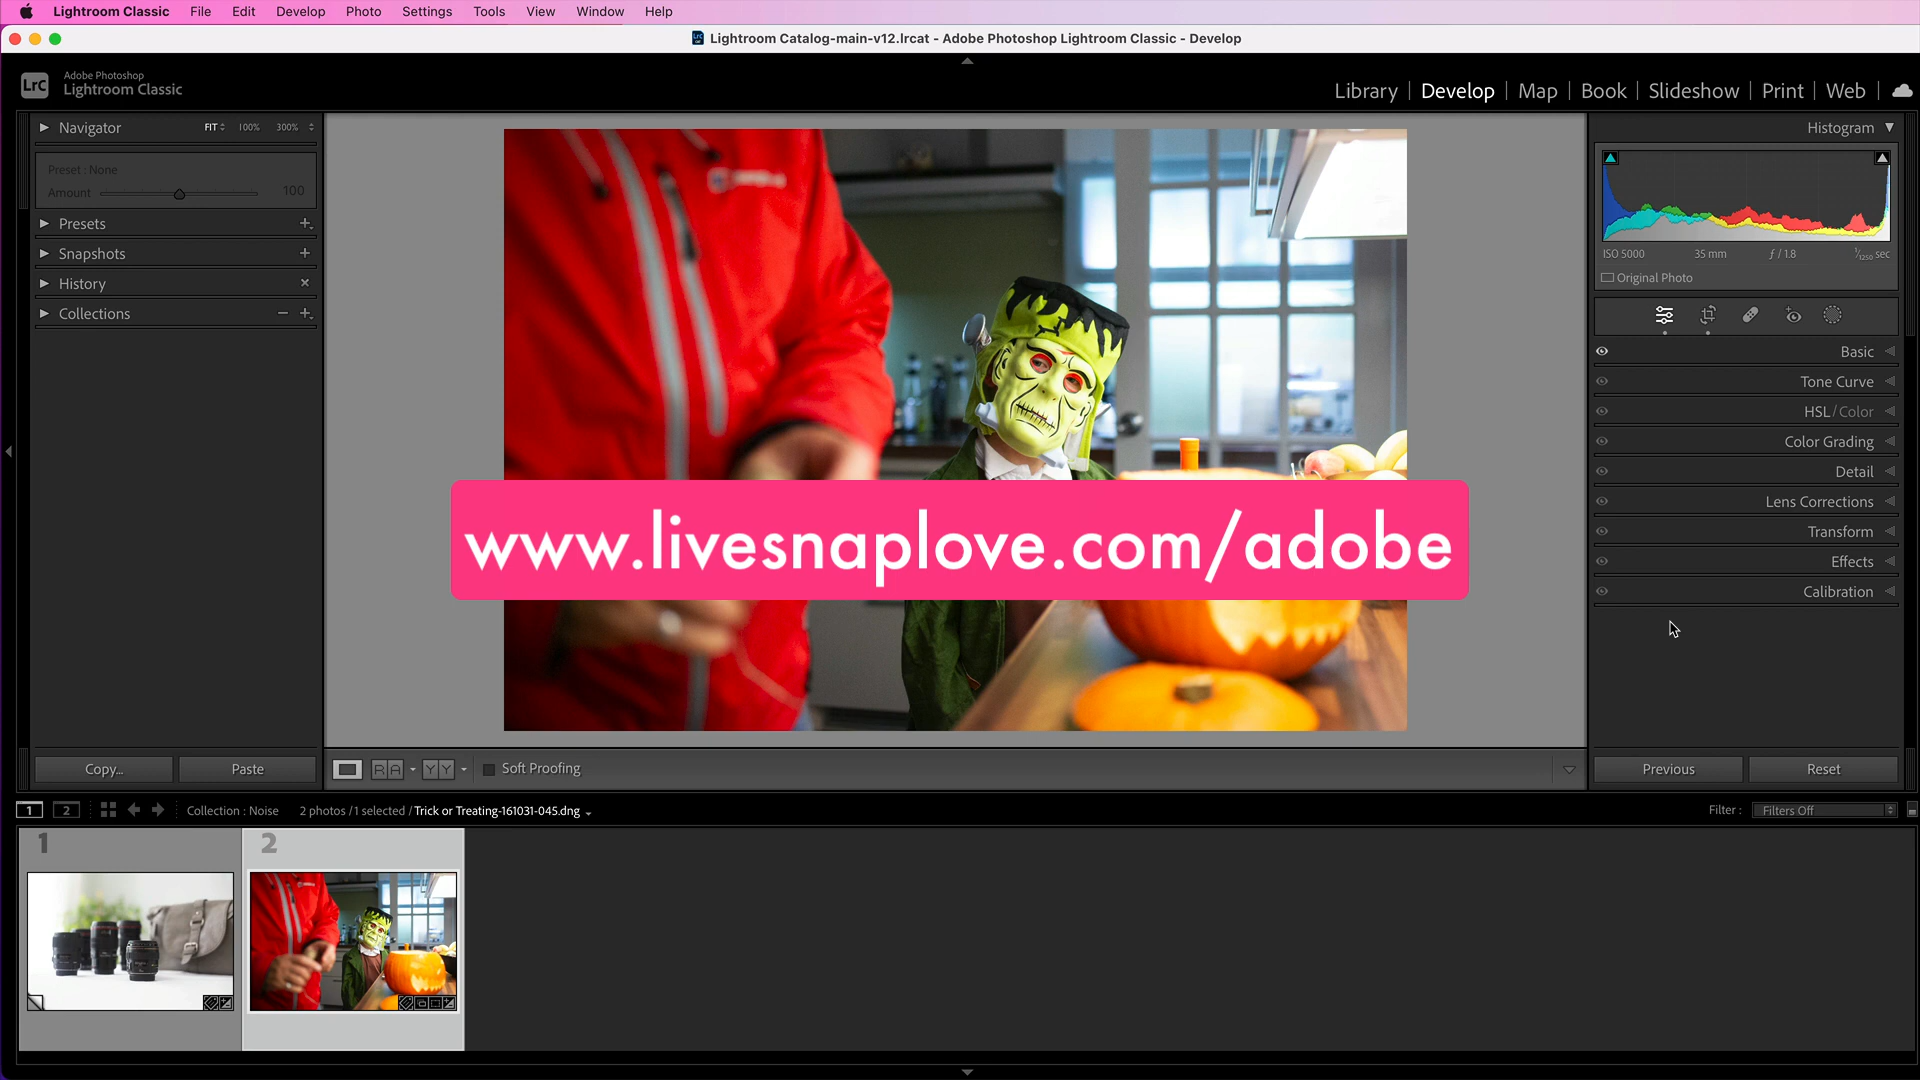 Lightroom Classic File Edit Develop Photo Settings Tools View Window Help
Lightroom Catalog-main-v12.lrcat - Adobe Photoshop Lightroom Classic - Develop
LrC Adobe Photoshop
Lightroom Classic
Library | Develop | Map | Book | Slideshow | Print | Web
Navigator FIT 100% 300%
Preset : None
Amount 100
Presets
Snapshots
History
Collections
Histogram
ISO 5000 35 mm ƒ / 1.8 1/1250 sec
Original Photo
Basic
Tone Curve
HSL / Color
Color Grading
Detail
Lens Corrections
Transform
Effects
Calibration
www.livesnaplove.com/adobe
Copy... Paste
R A Y Y Soft Proofing
Previous Reset
1 2 Collection : Noise 2 photos / 1 selected / Trick or Treating-161031-045.dng
Filter : Filters Off
1 2